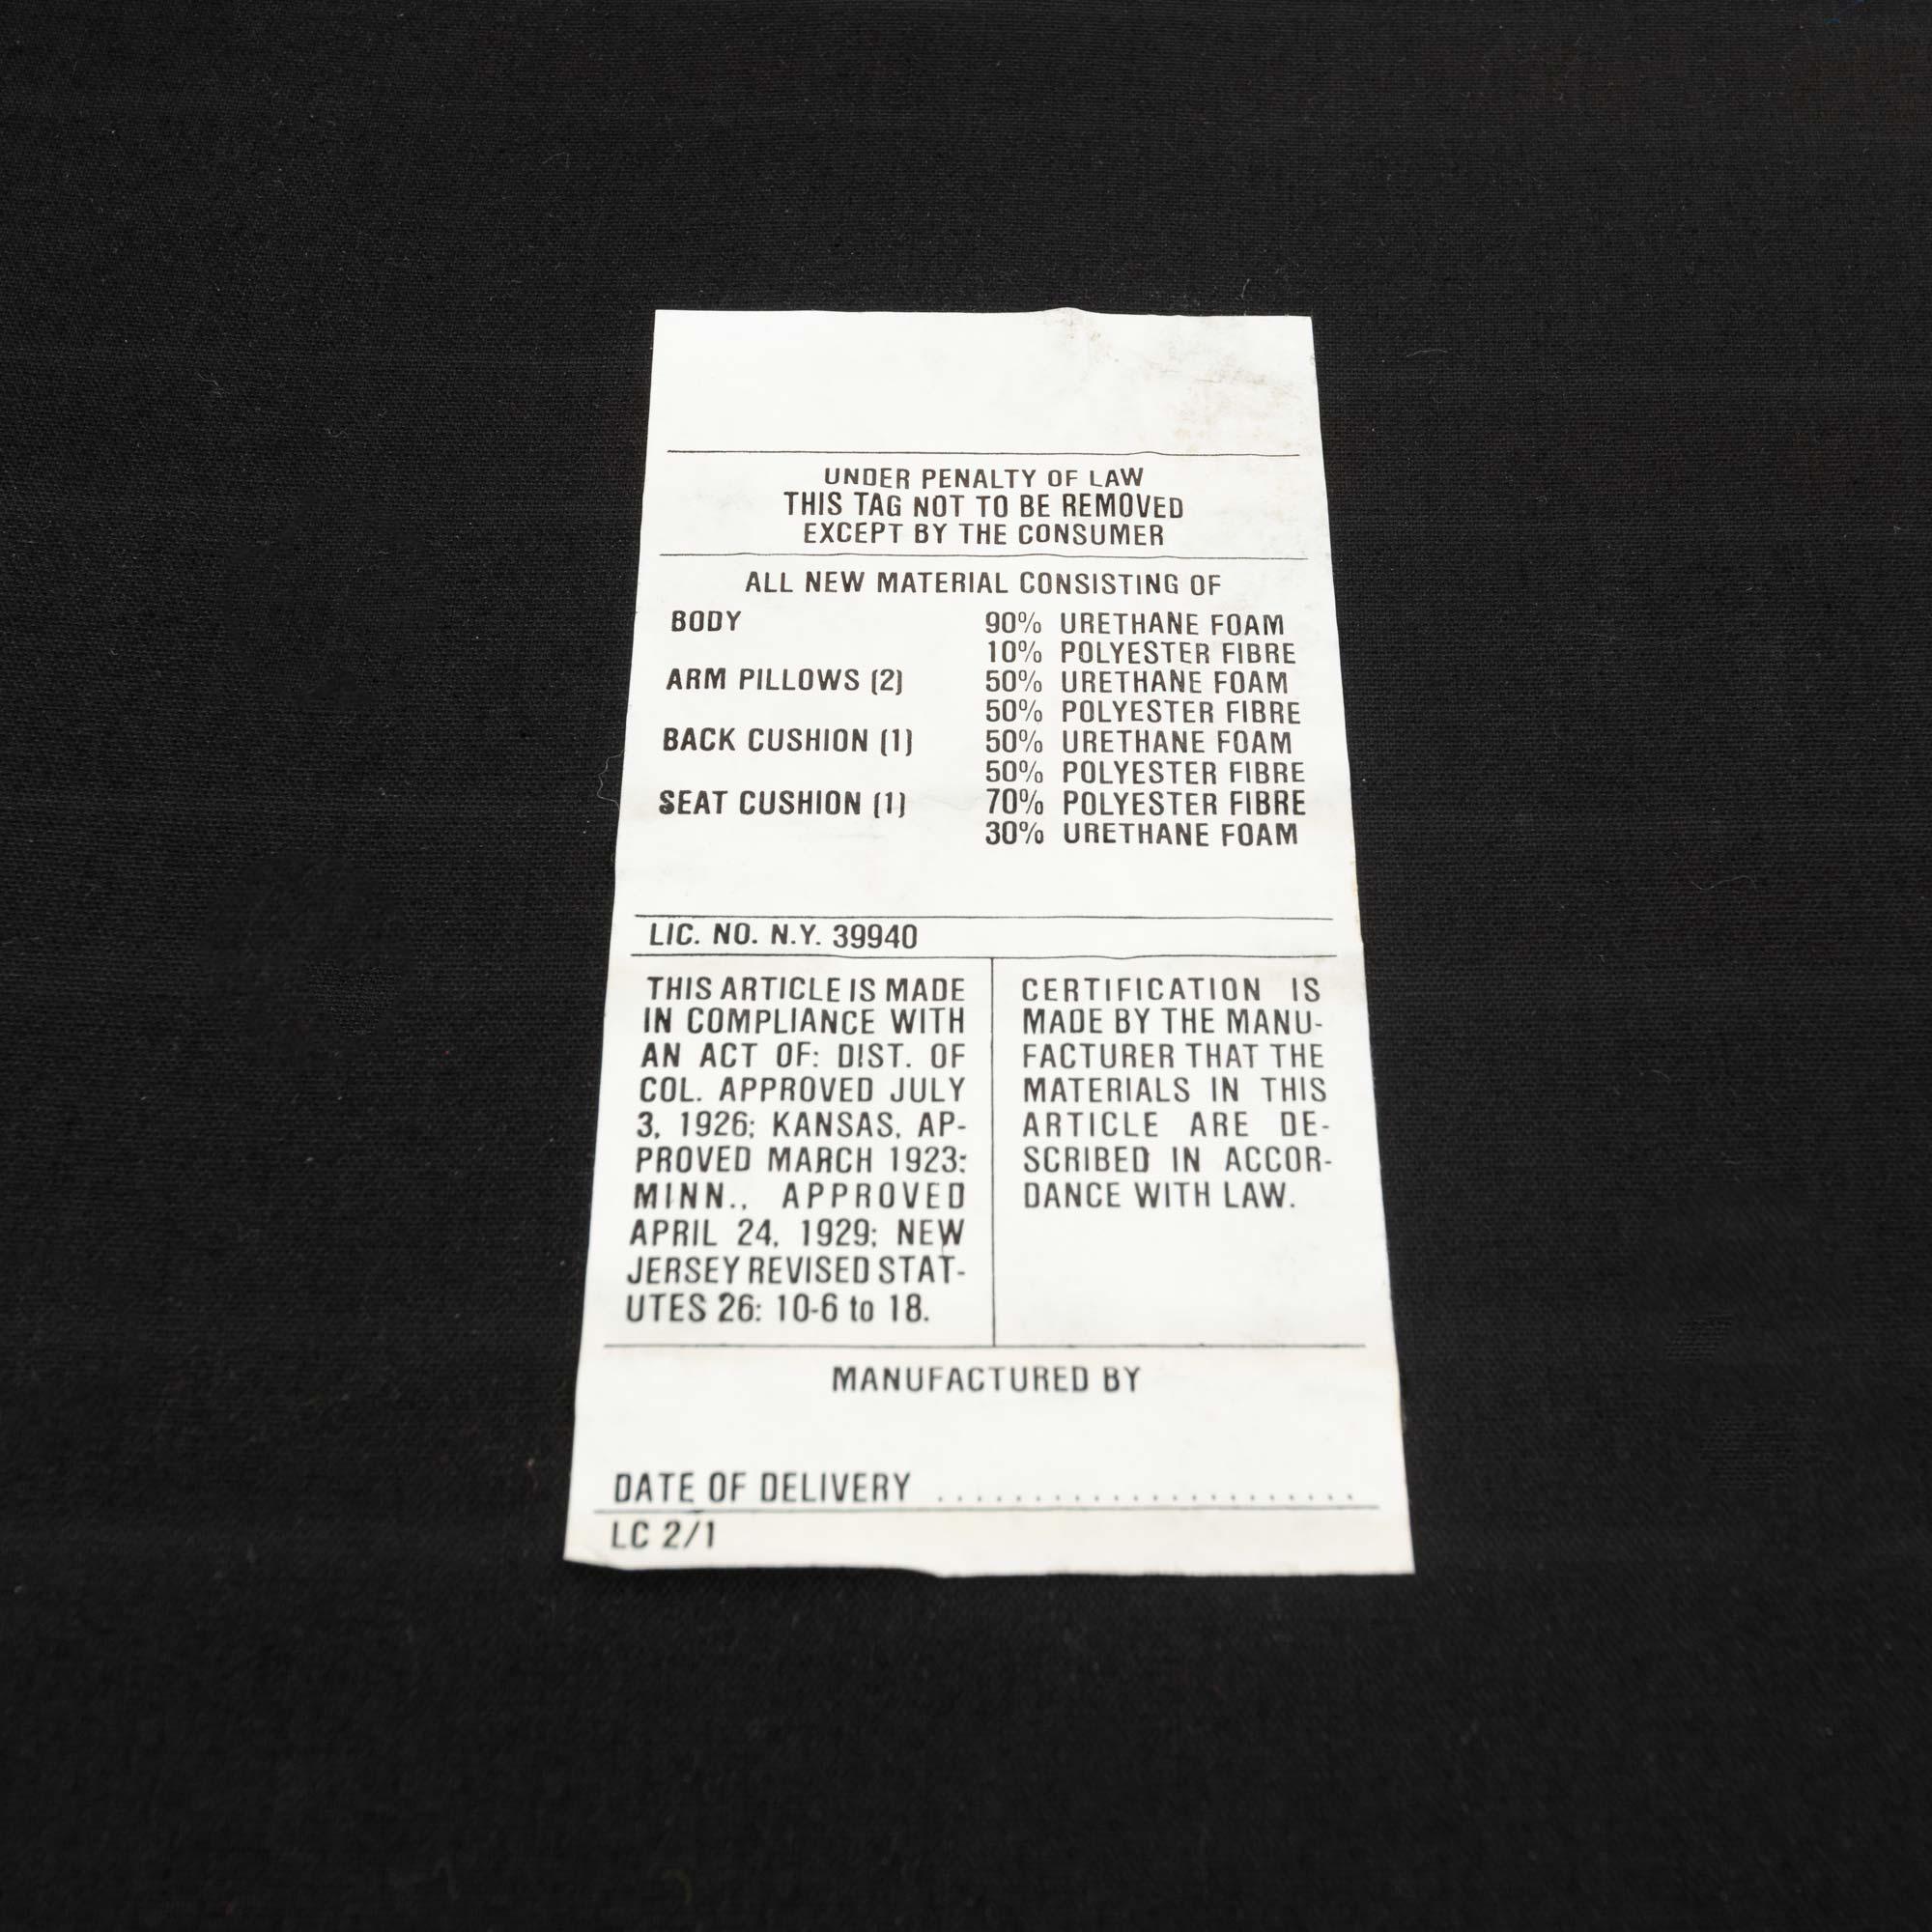 UNDER PENALTY OF LAW
THIS TAG NOT TO BE REMOVED
EXCEPT BY THE CONSUMER
ALL NEW MATERIAL CONSISTING OF
BODY 90% URETHANE FOAM
10% POLYESTER FIBRE
ARM PILLOWS (2) 50% URETHANE FOAM
50% POLYESTER FIBRE
BACK CUSHION (1) 50% URETHANE FOAM
50% POLYESTER FIBRE
SEAT CUSHION (1) 70% POLYESTER FIBRE
30% URETHANE FOAM
LIC. NO. N.Y. 39940
THIS ARTICLE IS MADE
IN COMPLIANCE WITH
AN ACT OF: DIST. OF
COL. APPROVED JULY
3, 1926; KANSAS, AP-
PROVED MARCH 1923;
MINN., APPROVED
APRIL 24, 1929; NEW
JERSEY REVISED STAT-
UTES 26: 10-6 to 18.
CERTIFICATION IS
MADE BY THE MANU-
FACTURER THAT THE
MATERIALS IN THIS
ARTICLE ARE DE-
SCRIBED IN ACCOR-
DANCE WITH LAW.
MANUFACTURED BY
DATE OF DELIVERY ......................
LC 2/1